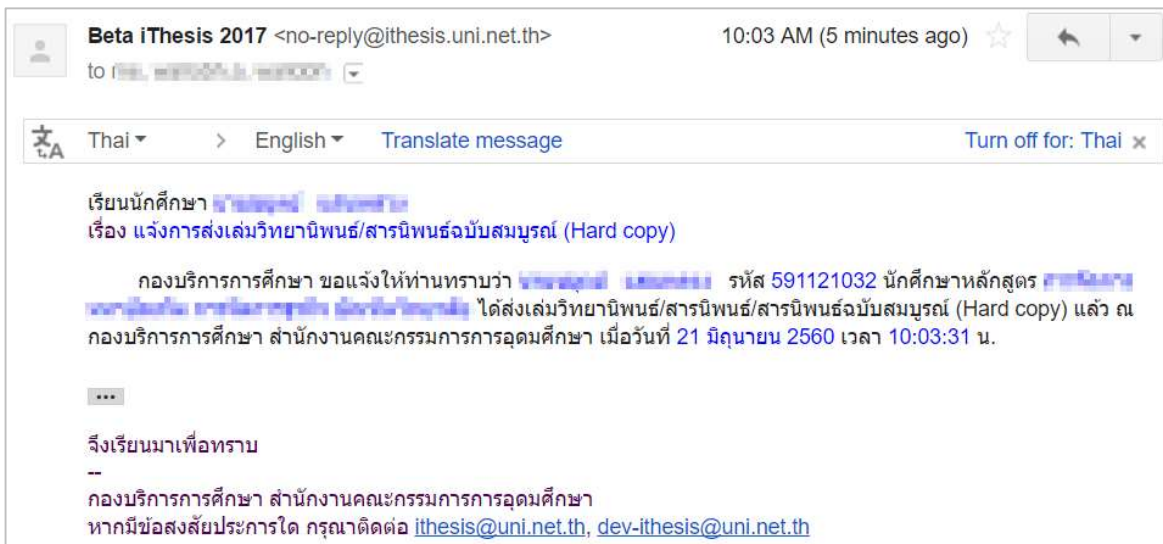 Beta iThesis 2017 <no-reply@ithesis.uni.net.th> 10:03 AM (5 minutes ago)
to
Thai > English Translate message Turn off for: Thai ×
เรียนนักศึกษา
เรื่อง แจ้งการส่งเล่มวิทยานิพนธ์/สารนิพนธ์ฉบับสมบูรณ์ (Hard copy)
กองบริการการศึกษา ขอแจ้งให้ท่านทราบว่า รหัส 591121032 นักศึกษาหลักสูตร
ได้ส่งเล่มวิทยานิพนธ์/สารนิพนธ์/สารนิพนธ์ฉบับสมบูรณ์ (Hard copy) แล้ว ณ
กองบริการการศึกษา สำนักงานคณะกรรมการการอุดมศึกษา เมื่อวันที่ 21 มิถุนายน 2560 เวลา 10:03:31 น.
...
จึงเรียนมาเพื่อทราบ
--
กองบริการการศึกษา สำนักงานคณะกรรมการการอุดมศึกษา
หากมีข้อสงสัยประการใด กรุณาติดต่อ ithesis@uni.net.th, dev-ithesis@uni.net.th